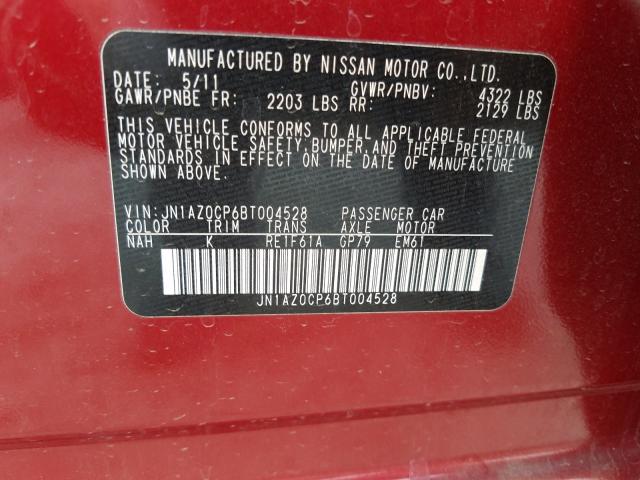 MANUFACTURED BY NISSAN MOTOR CO.,LTD.
DATE: 5/11 GVWR/PNBV: 4322 LBS
GAWR/PNBE FR: 2203 LBS RR: 2129 LBS
THIS VEHICLE CONFORMS TO ALL APPLICABLE FEDERAL
MOTOR VEHICLE SAFETY,BUMPER,AND THEFT PREVENTION
STANDARDS IN EFFECT ON THE DATE OF MANUFACTURE
SHOWN ABOVE.
VIN:JN1AZ0CP6BT004528 PASSENGER CAR
COLOR TRIM TRANS AXLE MOTOR
NAH K RE1F61A GP79 EM61
JN1AZ0CP6BT004528